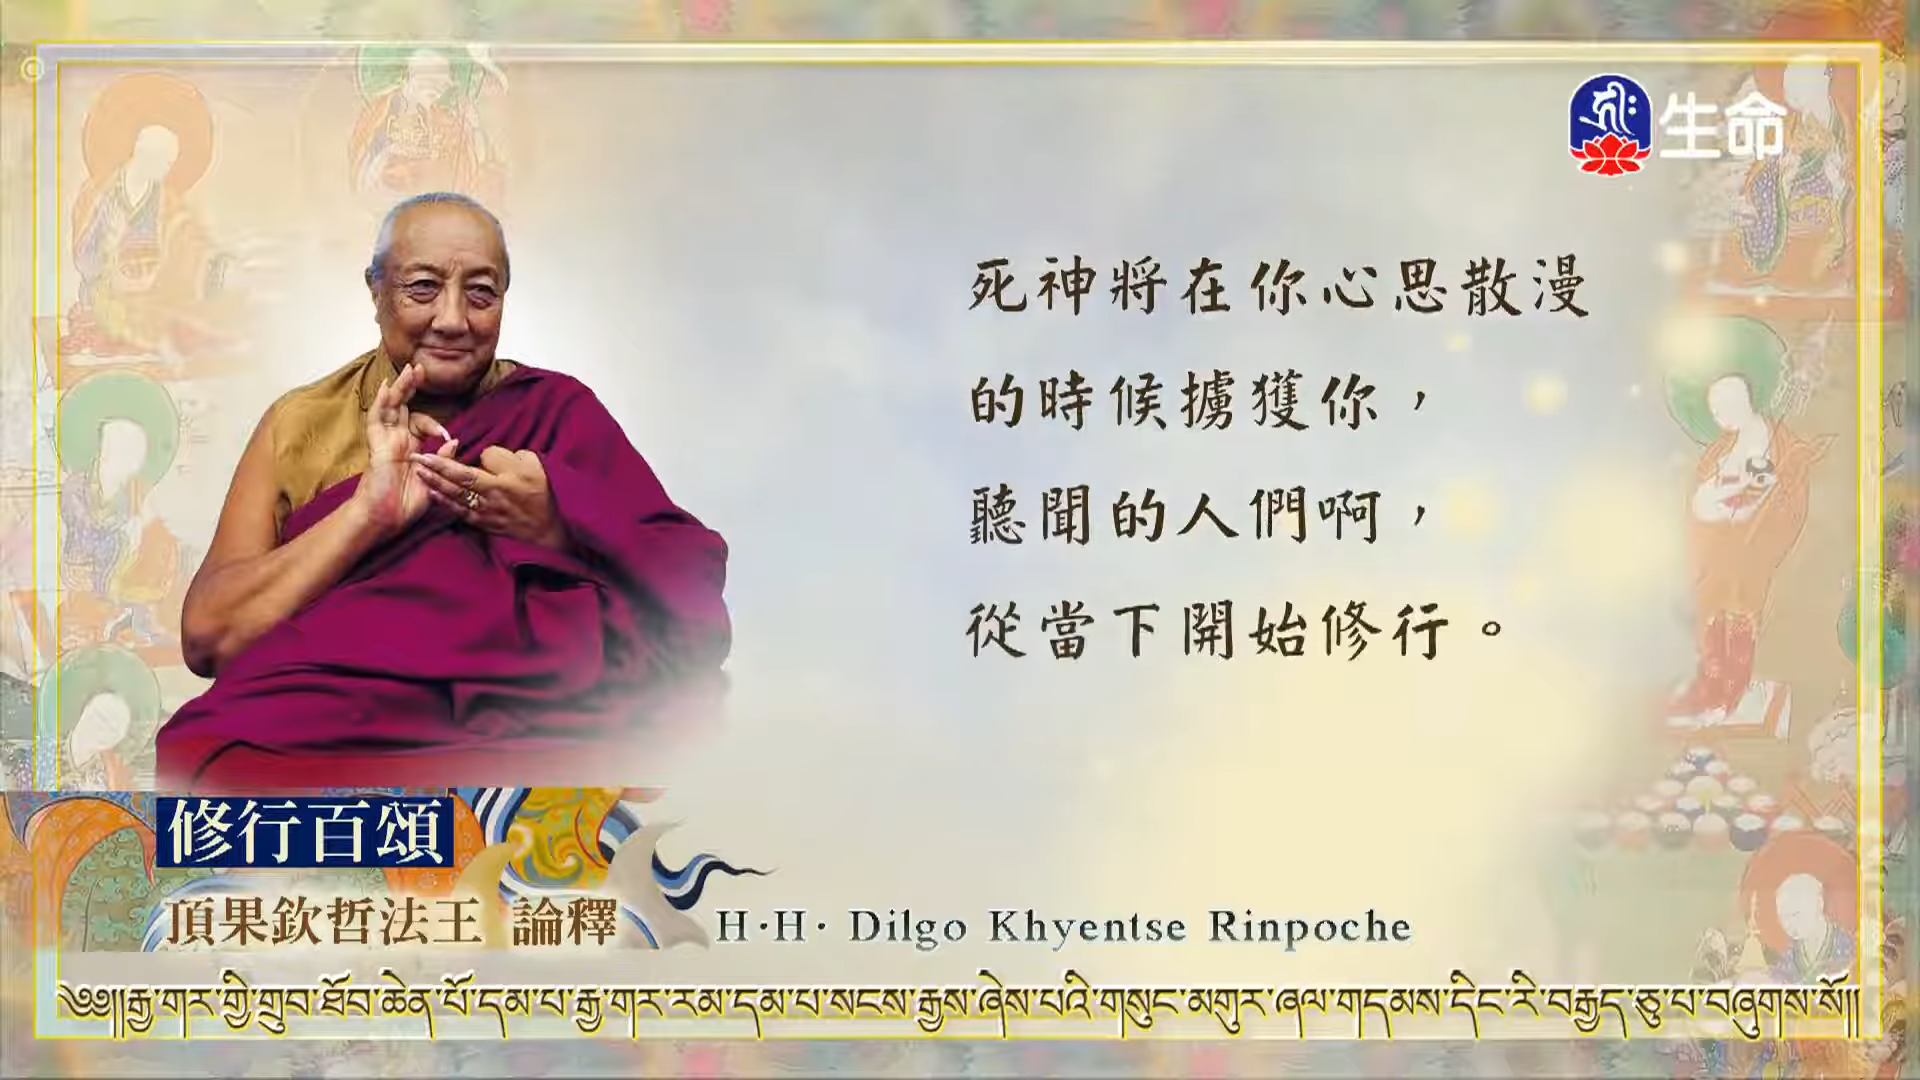 生命
死神將在你心思散漫
的時候擄獲你，
聽聞的人們啊，
從當下開始修行。
修行百頌
頂果欽哲法王 論釋
H·H· Dilgo Khyentse Rinpoche
༄༅།།རྒྱ་གར་གྱི་གྲུབ་ཐོབ་ཆེན་པོ་དམ་པ་རྒྱ་གར་རམ་དམ་པ་སངས་རྒྱས་ཞེས་པའི་གསུང་མགུར་ཞལ་གདམས་དིང་རི་བརྒྱད་ཅུ་པ་བཞུགས་སོ།།